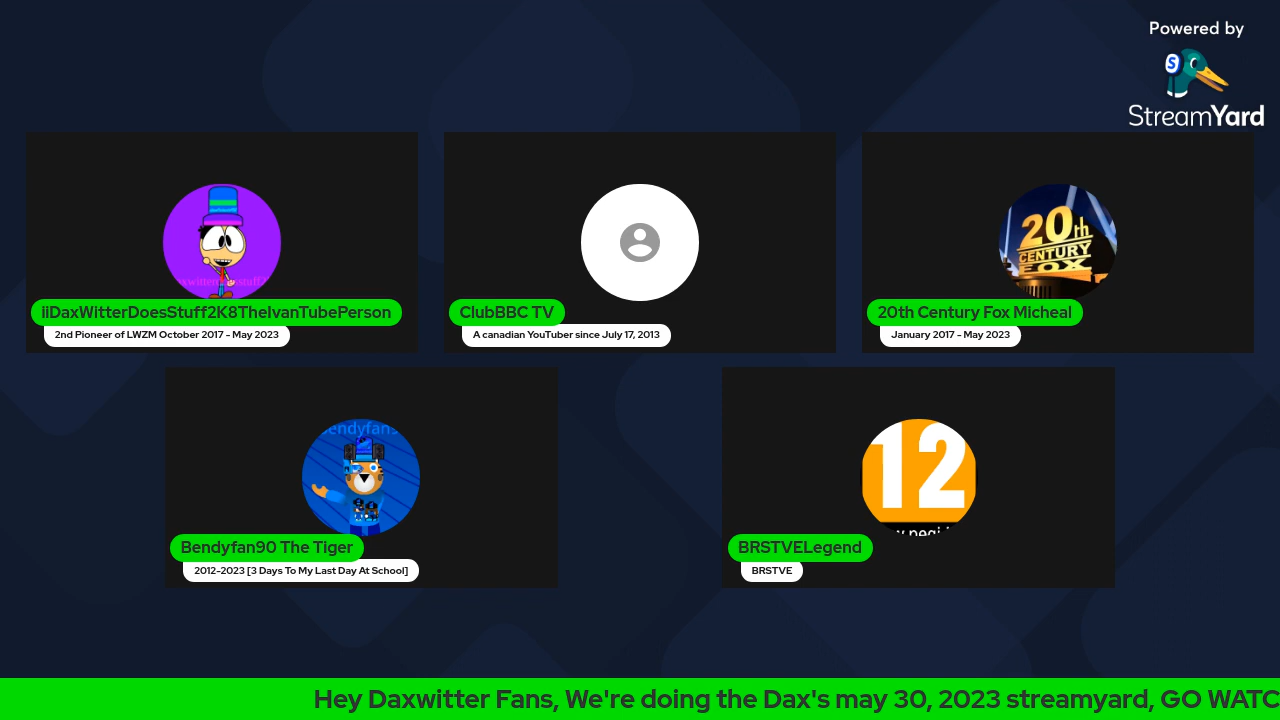 Powered by
S
StreamYard
20th
CENTURY
FOX
iiDaxWitterDoesStuff2K8TheIvanTubePerson
2nd Pioneer of LWZM October 2017 - May 2023
ClubBBC TV
A canadian YouTuber since July 17, 2013
20th Century Fox Micheal
January 2017 - May 2023
12
Bendyfan90 The Tiger
2012-2023 [3 Days To My Last Day At School]
BRSTVELegend
BRSTVE
Hey Daxwitter Fans, We're doing the Dax's may 30, 2023 streamyard, GO WATC